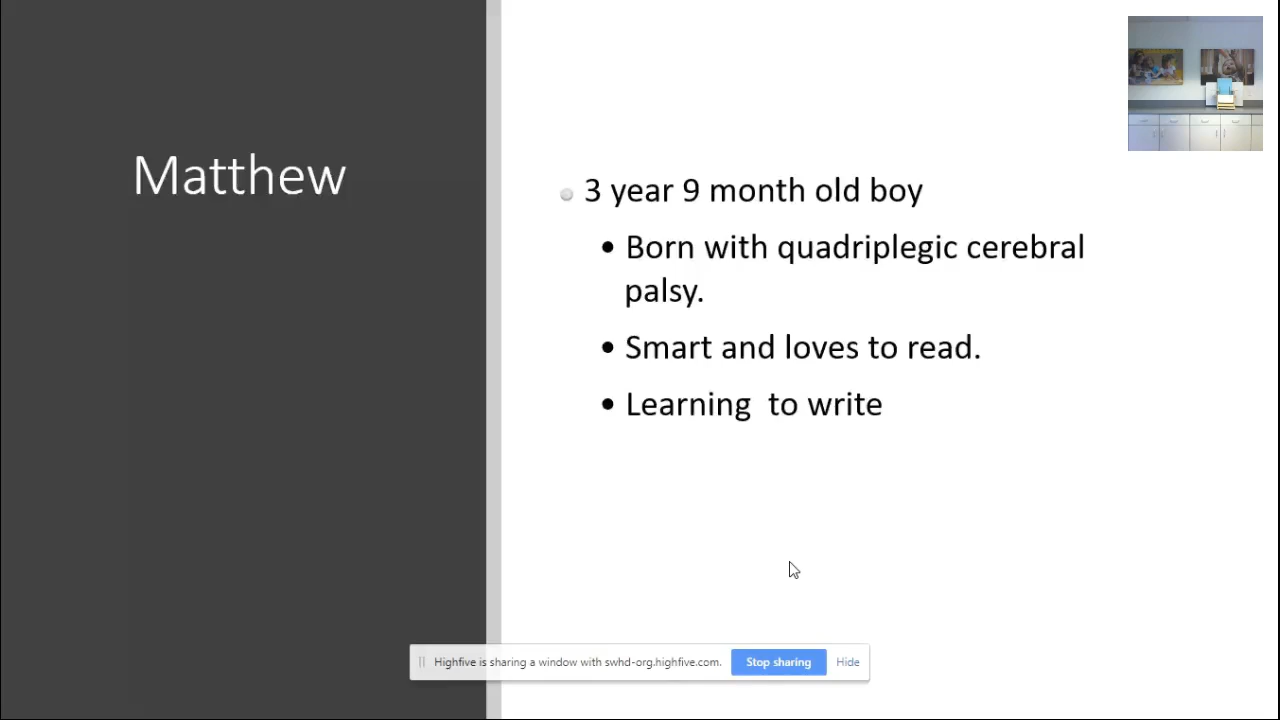 Matthew
3 year 9 month old boy
• Born with quadriplegic cerebral
palsy.
• Smart and loves to read.
• Learning  to write
Highfive is sharing a window with swhd-org.highfive.com.
Stop sharing
Hide